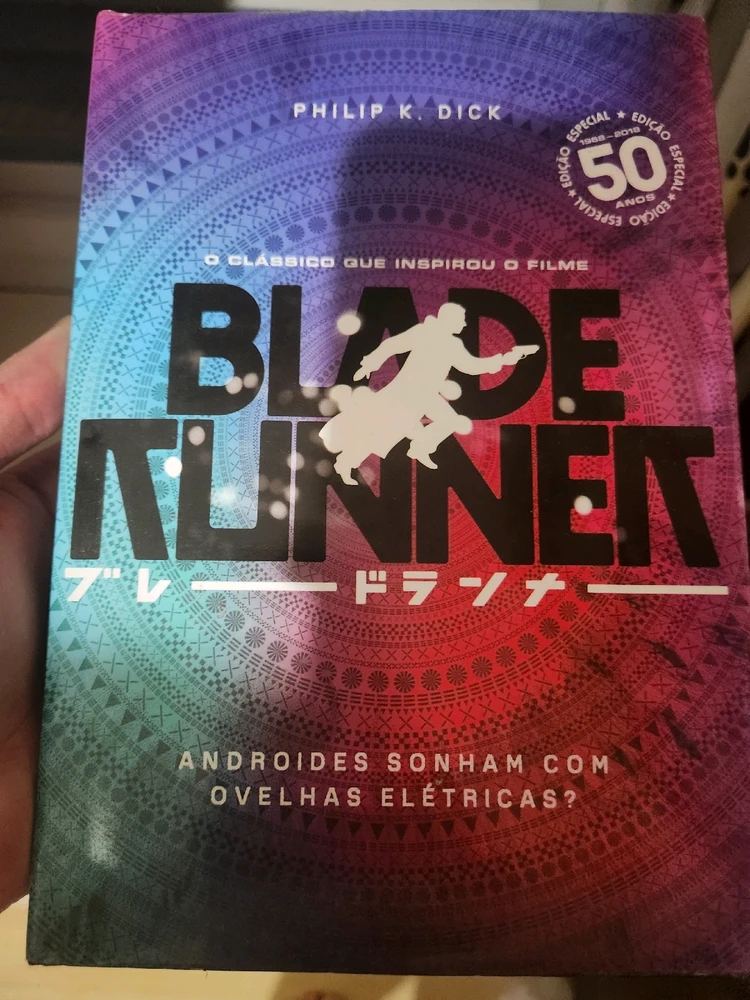 PHILIP K. DICK
EDIÇÃO ESPECIAL ★ EDIÇÃO ESPECIAL ★ EDIÇÃO ESPECIAL ★
1968–2018
50
ANOS
O CLÁSSICO QUE INSPIROU O FILME
BLADE
RUNNER
ブレードランナー
ANDROIDES SONHAM COM
OVELHAS ELÉTRICAS?